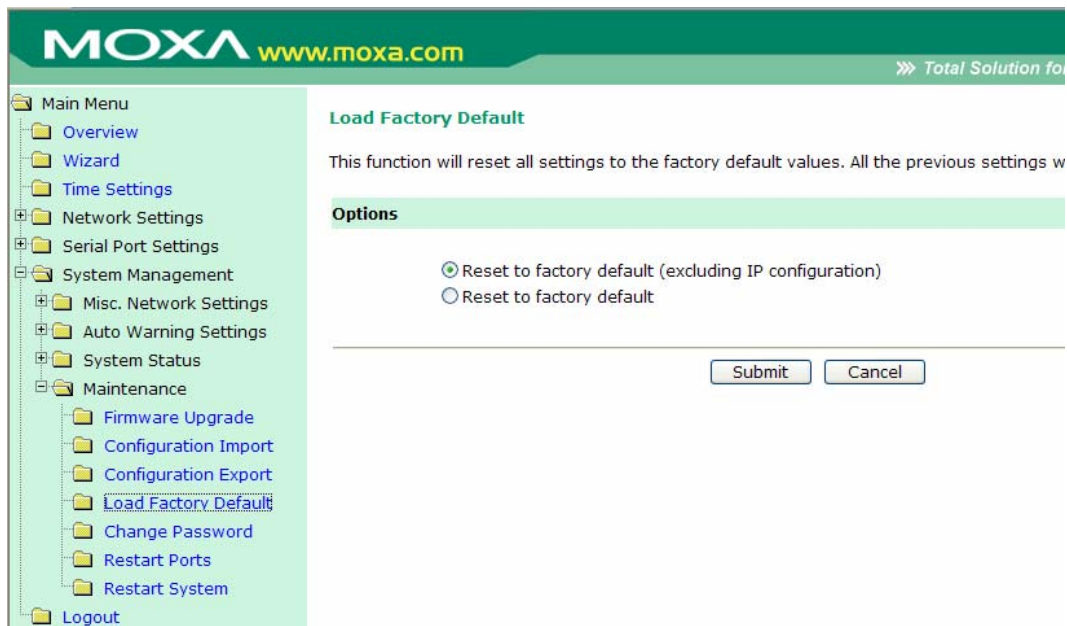 MOXA www.moxa.com
Total Solution fo
Main Menu
Overview
Wizard
Time Settings
Network Settings
Serial Port Settings
System Management
Misc. Network Settings
Auto Warning Settings
System Status
Maintenance
Firmware Upgrade
Configuration Import
Configuration Export
Load Factory Default
Change Password
Restart Ports
Restart System
Logout
Load Factory Default
This function will reset all settings to the factory default values. All the previous settings w
Options
Reset to factory default (excluding IP configuration)
Reset to factory default
Submit Cancel